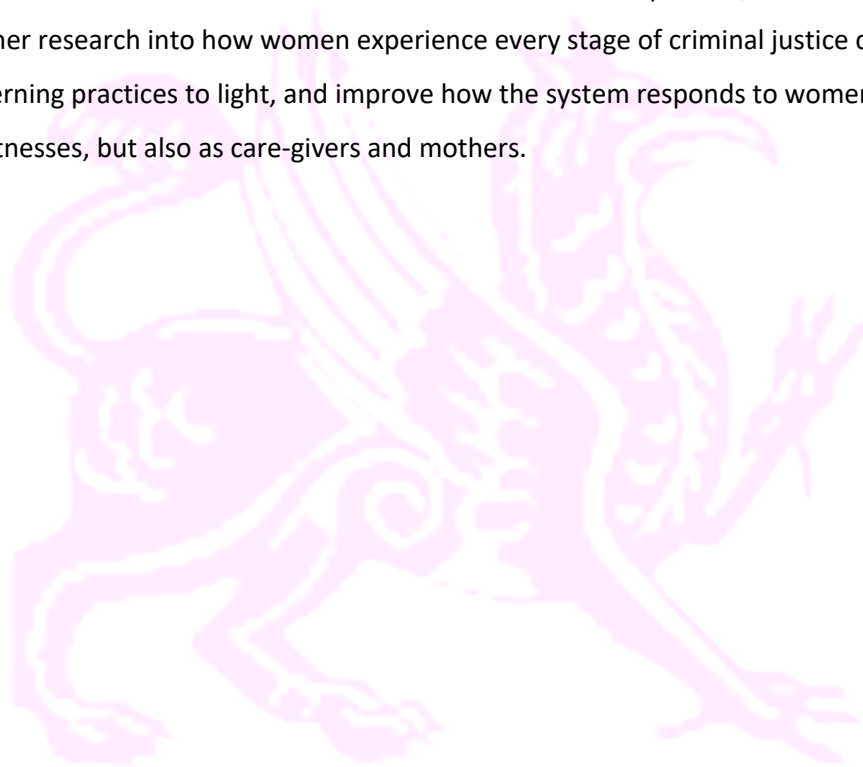 her research into how women experience every stage of criminal justice
erning practices to light, and improve how the system responds to women
tnesses, but also as care-givers and mothers.